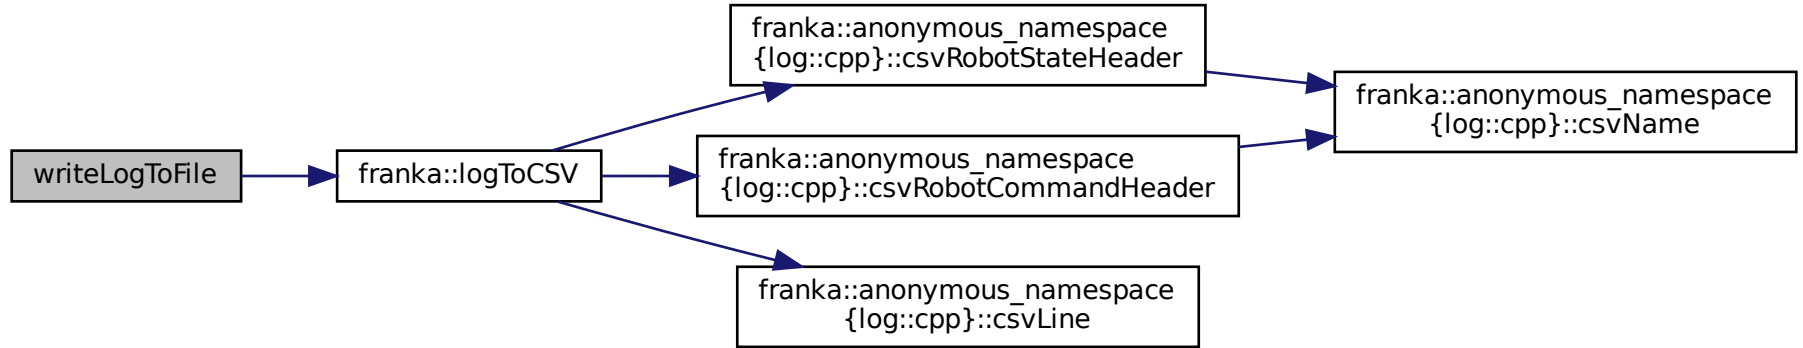 writeLogToFile
franka::logToCSV
franka::anonymous_namespace
{log::cpp}::csvRobotStateHeader
franka::anonymous_namespace
{log::cpp}::csvRobotCommandHeader
franka::anonymous_namespace
{log::cpp}::csvLine
franka::anonymous_namespace
{log::cpp}::csvName